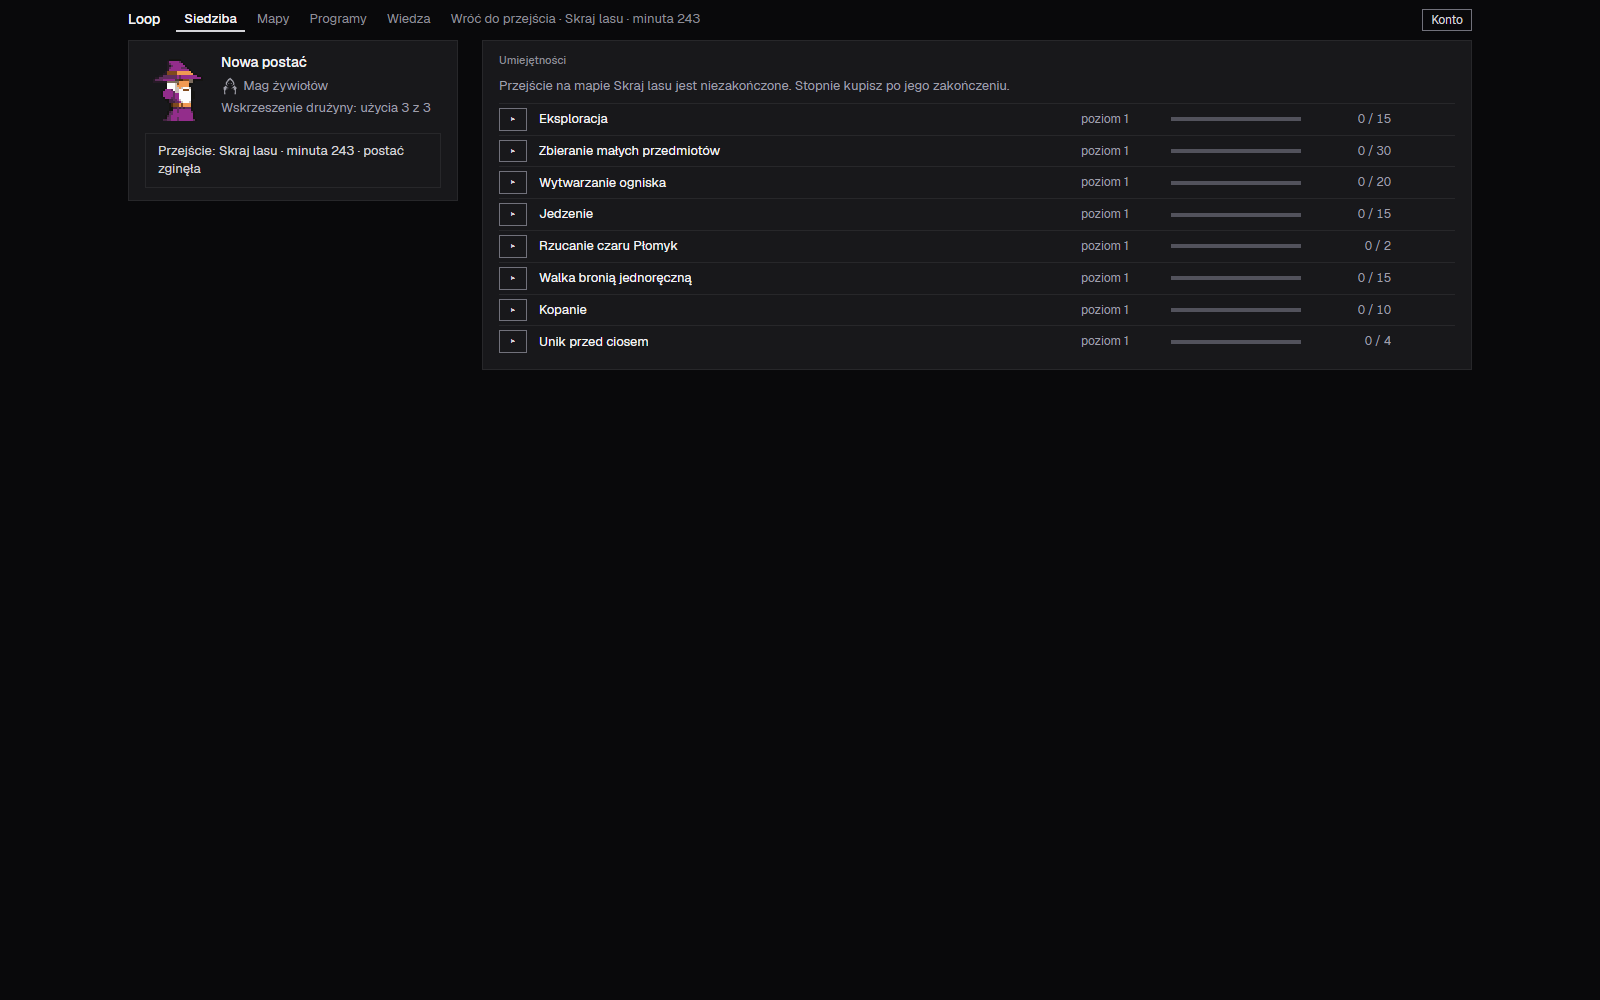 Loop Siedziba Mapy Programy Wiedza Wróć do przejścia · Skraj lasu · minuta 243 Konto
Nowa postać
Mag żywiołów
Wskrzeszenie drużyny: użycia 3 z 3
Przejście: Skraj lasu · minuta 243 · postać
zginęła
Umiejętności
Przejście na mapie Skraj lasu jest niezakończone. Stopnie kupisz po jego zakończeniu.
Eksploracja poziom 1 0 / 15
Zbieranie małych przedmiotów poziom 1 0 / 30
Wytwarzanie ogniska poziom 1 0 / 20
Jedzenie poziom 1 0 / 15
Rzucanie czaru Płomyk poziom 1 0 / 2
Walka bronią jednoręczną poziom 1 0 / 15
Kopanie poziom 1 0 / 10
Unik przed ciosem poziom 1 0 / 4